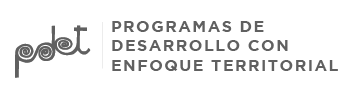 pdet
PROGRAMAS DE
DESARROLLO CON
ENFOQUE TERRITORIAL